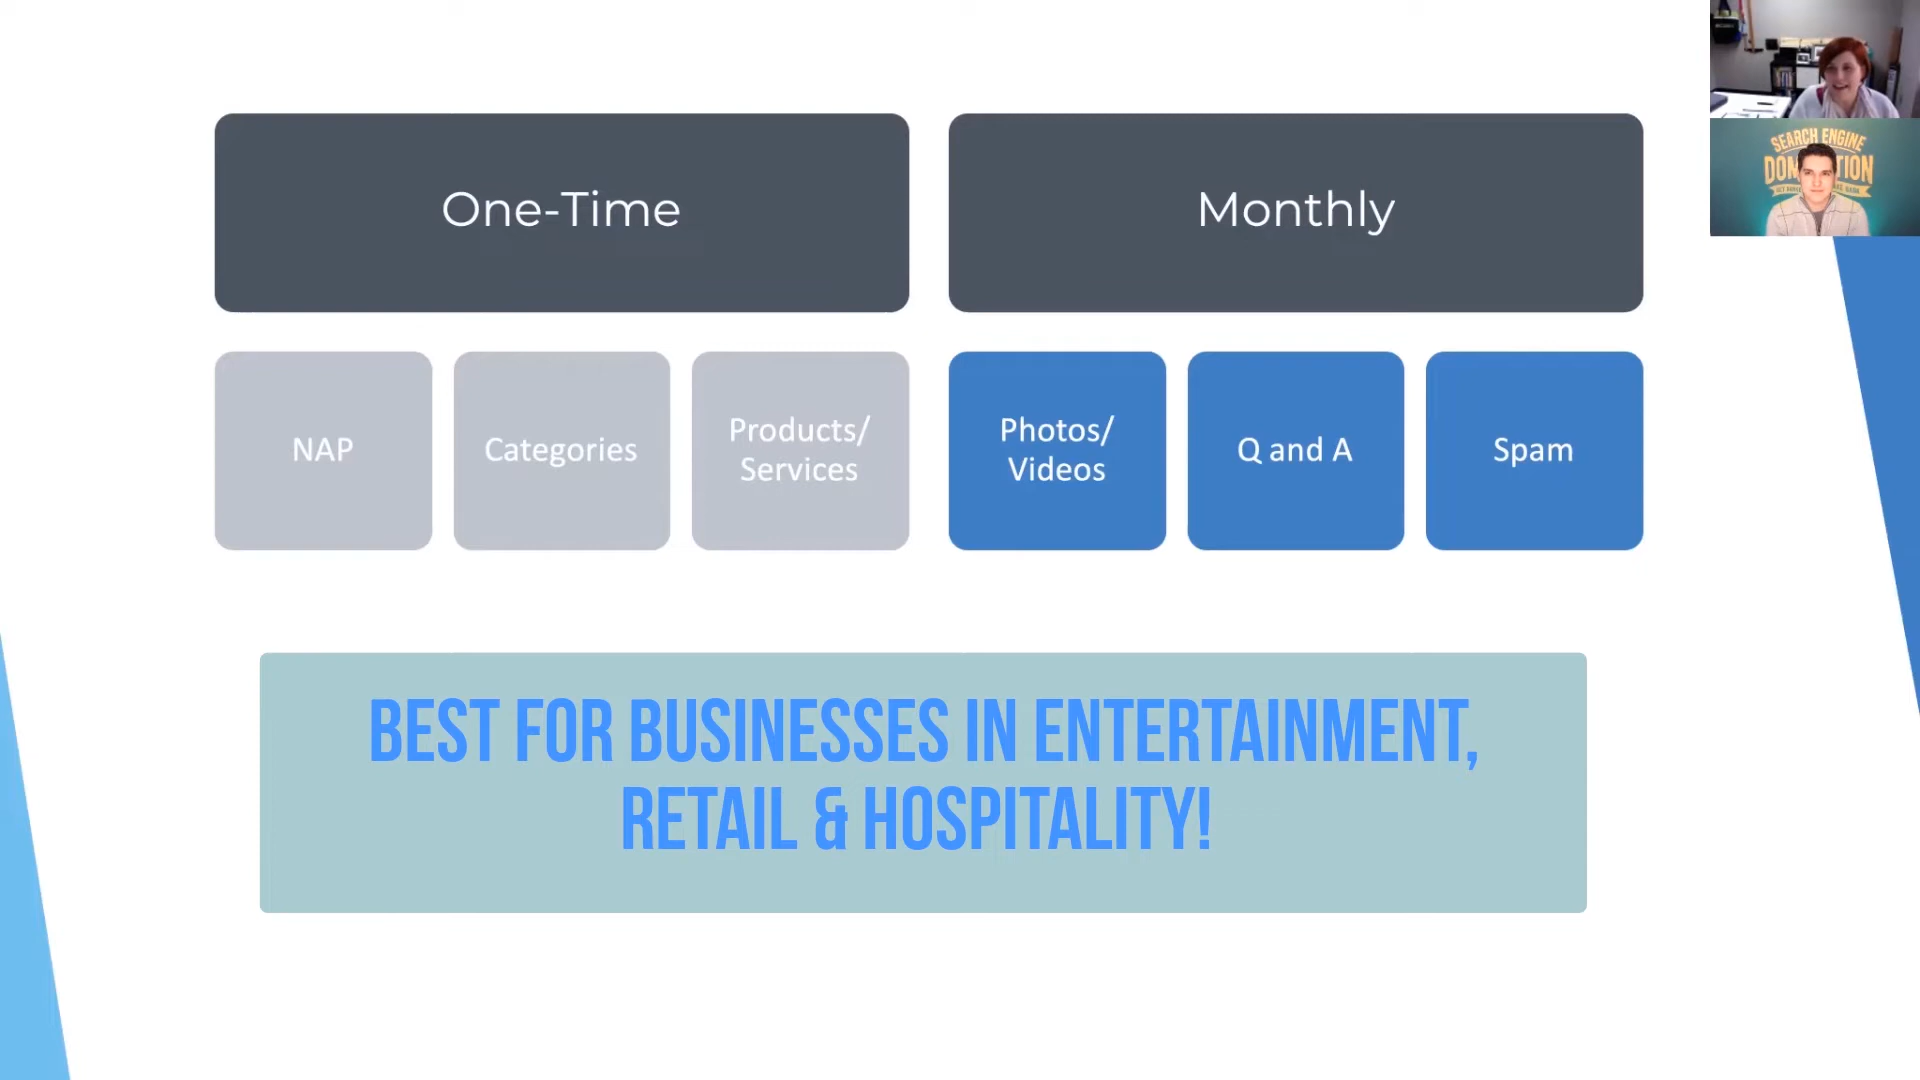 One-Time
Monthly
NAP
Categories
Products/
Services
Photos/
Videos
Q and A
Spam
BEST FOR BUSINESSES IN ENTERTAINMENT,
RETAIL & HOSPITALITY!
SEARCH ENGINE